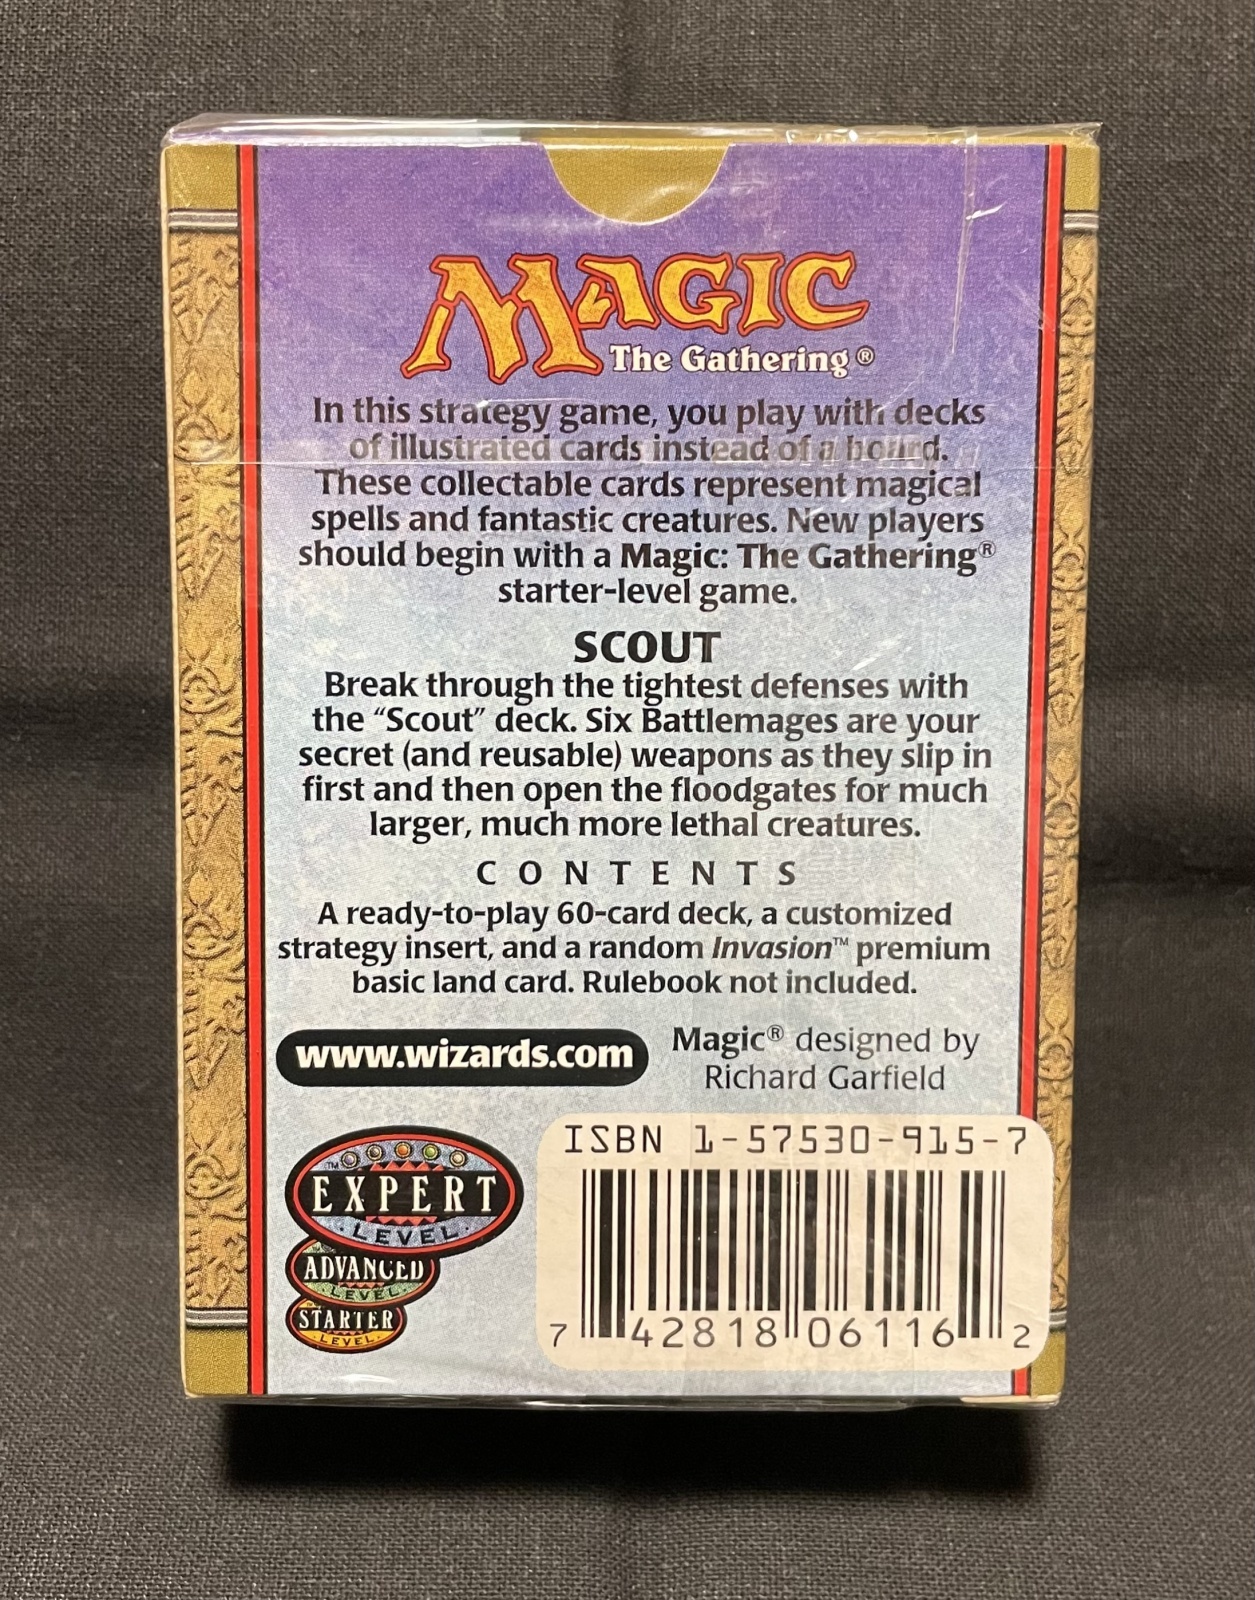 MAGIC
The Gathering®
In this strategy game, you play with decks
of illustrated cards instead of a board.
These collectable cards represent magical
spells and fantastic creatures. New players
should begin with a Magic: The Gathering®
starter-level game.
SCOUT
Break through the tightest defenses with
the “Scout” deck. Six Battlemages are your
secret (and reusable) weapons as they slip in
first and then open the floodgates for much
larger, much more lethal creatures.
CONTENTS
A ready-to-play 60-card deck, a customized
strategy insert, and a random Invasion™ premium
basic land card. Rulebook not included.
www.wizards.com
Magic® designed by
Richard Garfield
™
EXPERT
LEVEL
ADVANCED
LEVEL
STARTER
LEVEL
ISBN 1-57530-915-7
7 42818 06116 2